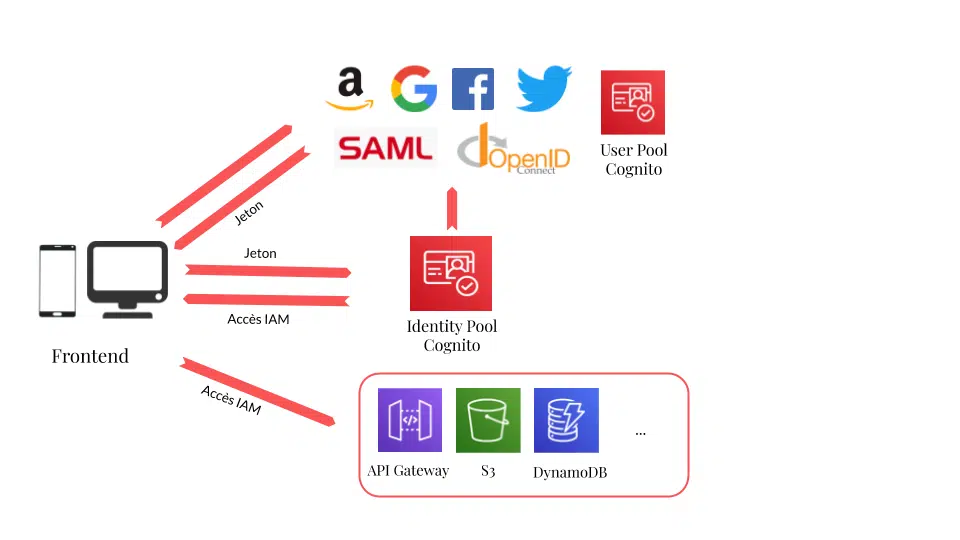 a
G
f
SAML
OpenID
Connect
User Pool
Cognito
Jeton
Jeton
Accès IAM
Identity Pool
Cognito
Frontend
Accès IAM
</>
API Gateway
S3
DynamoDB
...